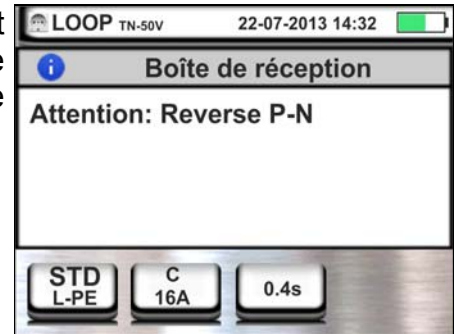 t
e
e
LOOP TN-50V 22-07-2013 14:32
Boîte de réception
Attention: Reverse P-N
STD
L-PE
C
16A
0.4s